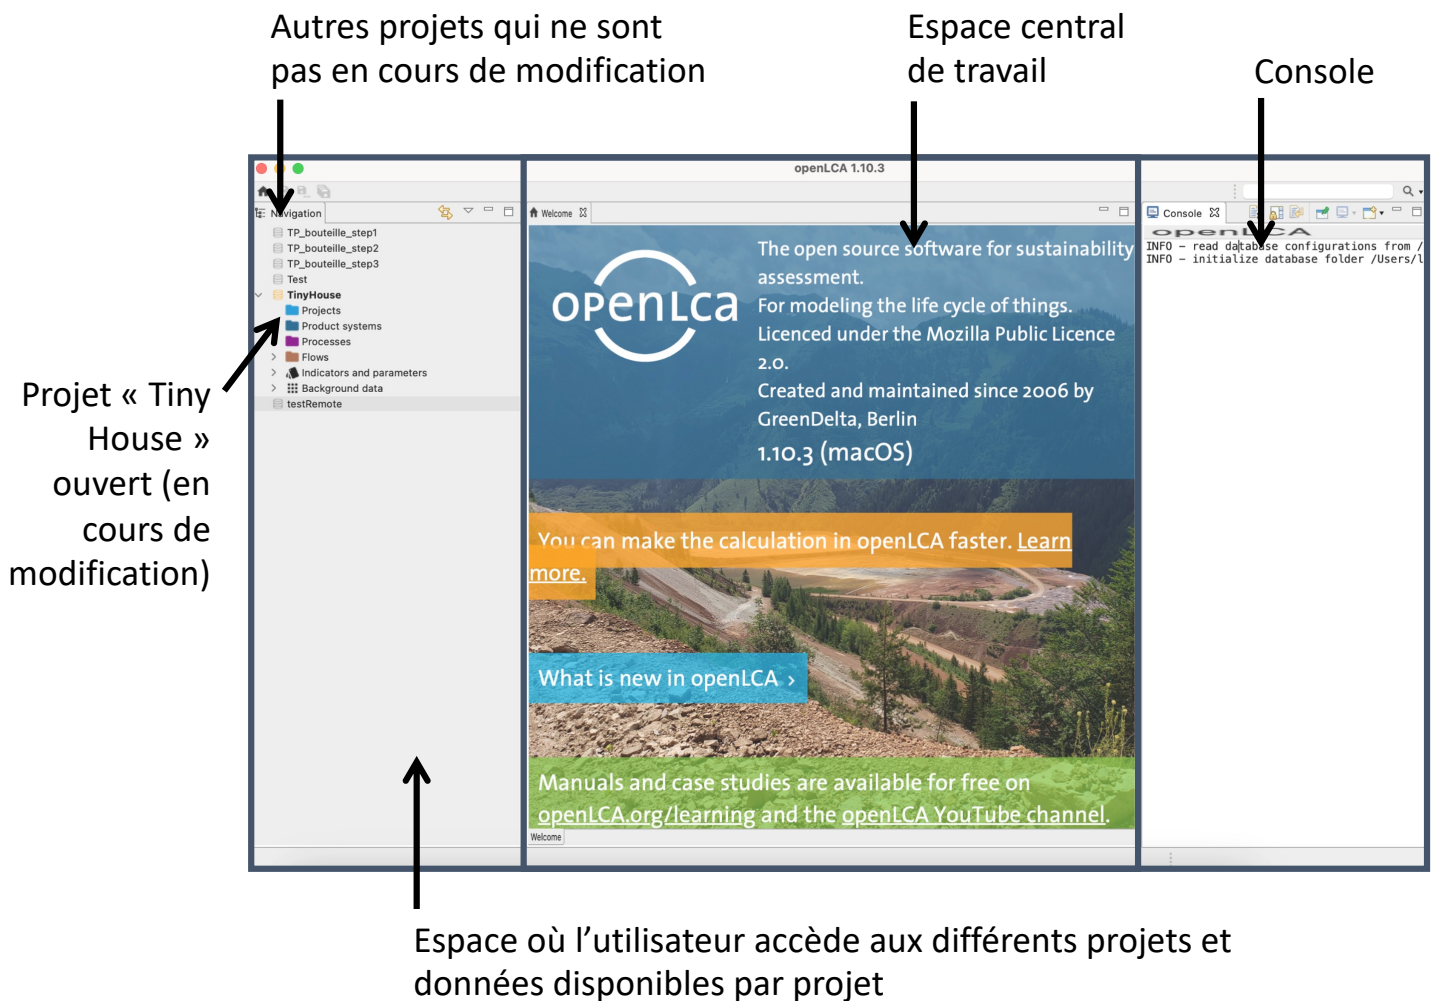 Autres projets qui ne sont
pas en cours de modification
Espace central
de travail
Console
openLCA 1.10.3
Navigation
TP_bouteille_step1
TP_bouteille_step2
TP_bouteille_step3
Test
TinyHouse
Projects
Product systems
Processes
Flows
Indicators and parameters
Background data
testRemote
Projet « Tiny
House »
ouvert (en
cours de
modification)
Welcome
openLCa
The open source software for sustainability
assessment.
For modeling the life cycle of things.
Licenced under the Mozilla Public Licence
2.0.
Created and maintained since 2006 by
GreenDelta, Berlin
1.10.3 (macOS)
You can make the calculation in openLCA faster. Learn
more.
What is new in openLCA ›
Manuals and case studies are available for free on
openLCA.org/learning and the openLCA YouTube channel.
Welcome
Console
openLCA
INFO – read database configurations from /
INFO – initialize database folder /Users/l
Espace où l’utilisateur accède aux différents projets et
données disponibles par projet